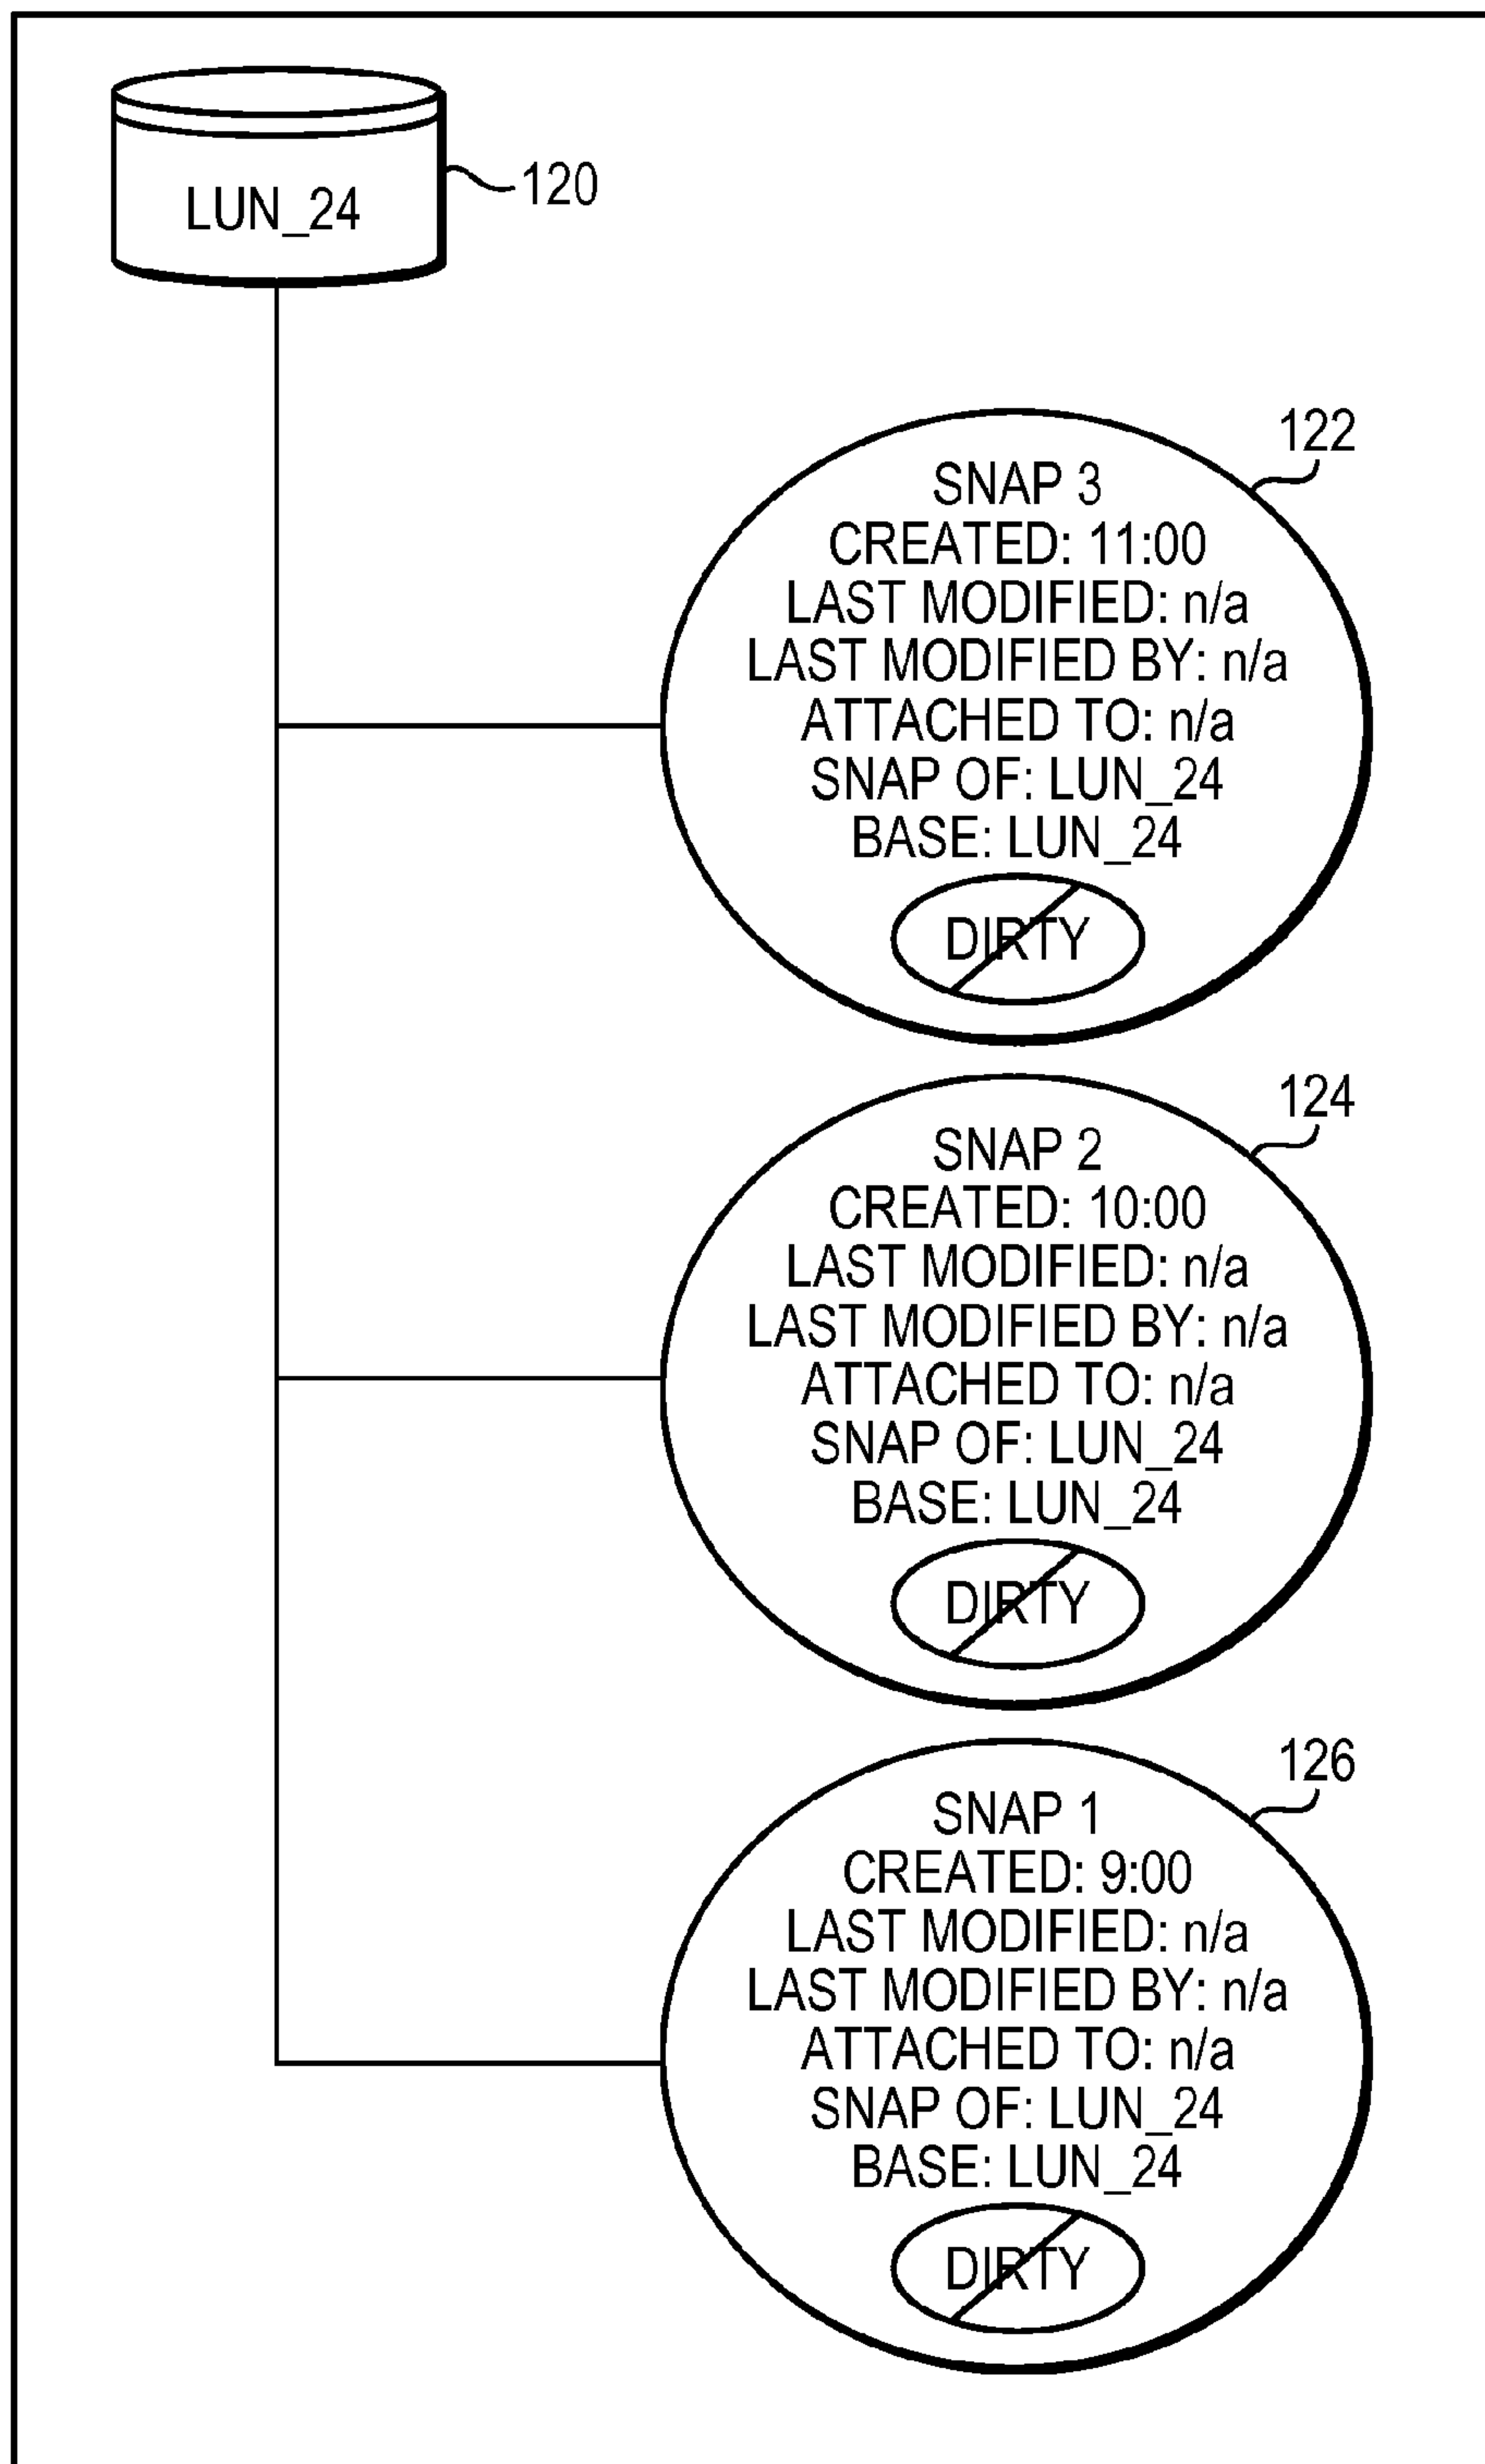 LUN_24
120
122
SNAP 3
CREATED: 11:00
LAST MODIFIED: n/a
LAST MODIFIED BY: n/a
ATTACHED TO: n/a
SNAP OF: LUN_24
BASE: LUN_24
DIRTY
124
SNAP 2
CREATED: 10:00
LAST MODIFIED: n/a
LAST MODIFIED BY: n/a
ATTACHED TO: n/a
SNAP OF: LUN_24
BASE: LUN_24
DIRTY
126
SNAP 1
CREATED: 9:00
LAST MODIFIED: n/a
LAST MODIFIED BY: n/a
ATTACHED TO: n/a
SNAP OF: LUN_24
BASE: LUN_24
DIRTY